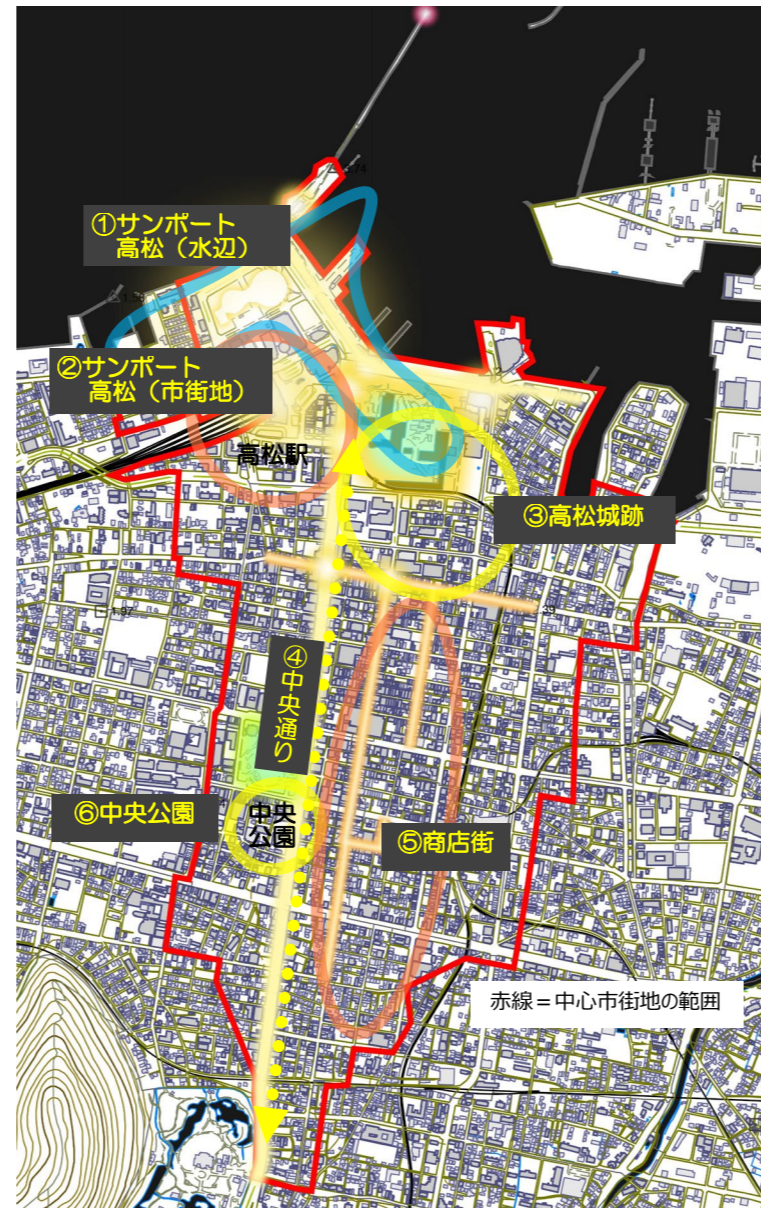 ①サンポート
高松（水辺）
②サンポート
高松（市街地）
高松駅
③高松城跡
④中央通り
⑥中央公園
中央
公園
⑤商店街
赤線＝中心市街地の範囲